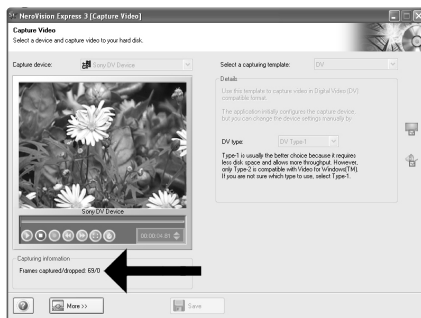 NeroVision Express 3 [Capture Video]
Capture Video
Select a device and capture video to your hard disk.
Capture device:
Sony DV Device
Select a capturing template:
DV
Details
Use this template to capture video in Digital Video (DV)
compatible format.
The application initially configures the capture device,
but you can change the device settings manually by
DV type:
DV Type-1
Type-1 is usually the better choice because it requires
less disk space and allows more throughput. However,
only Type-2 is compatible with Video for Windows(TM).
If you are not sure which type to use, select Type-1.
Sony DV Device
00:00:14.01
Capturing information
Frames captured/dropped: 69/0
More >>
Save